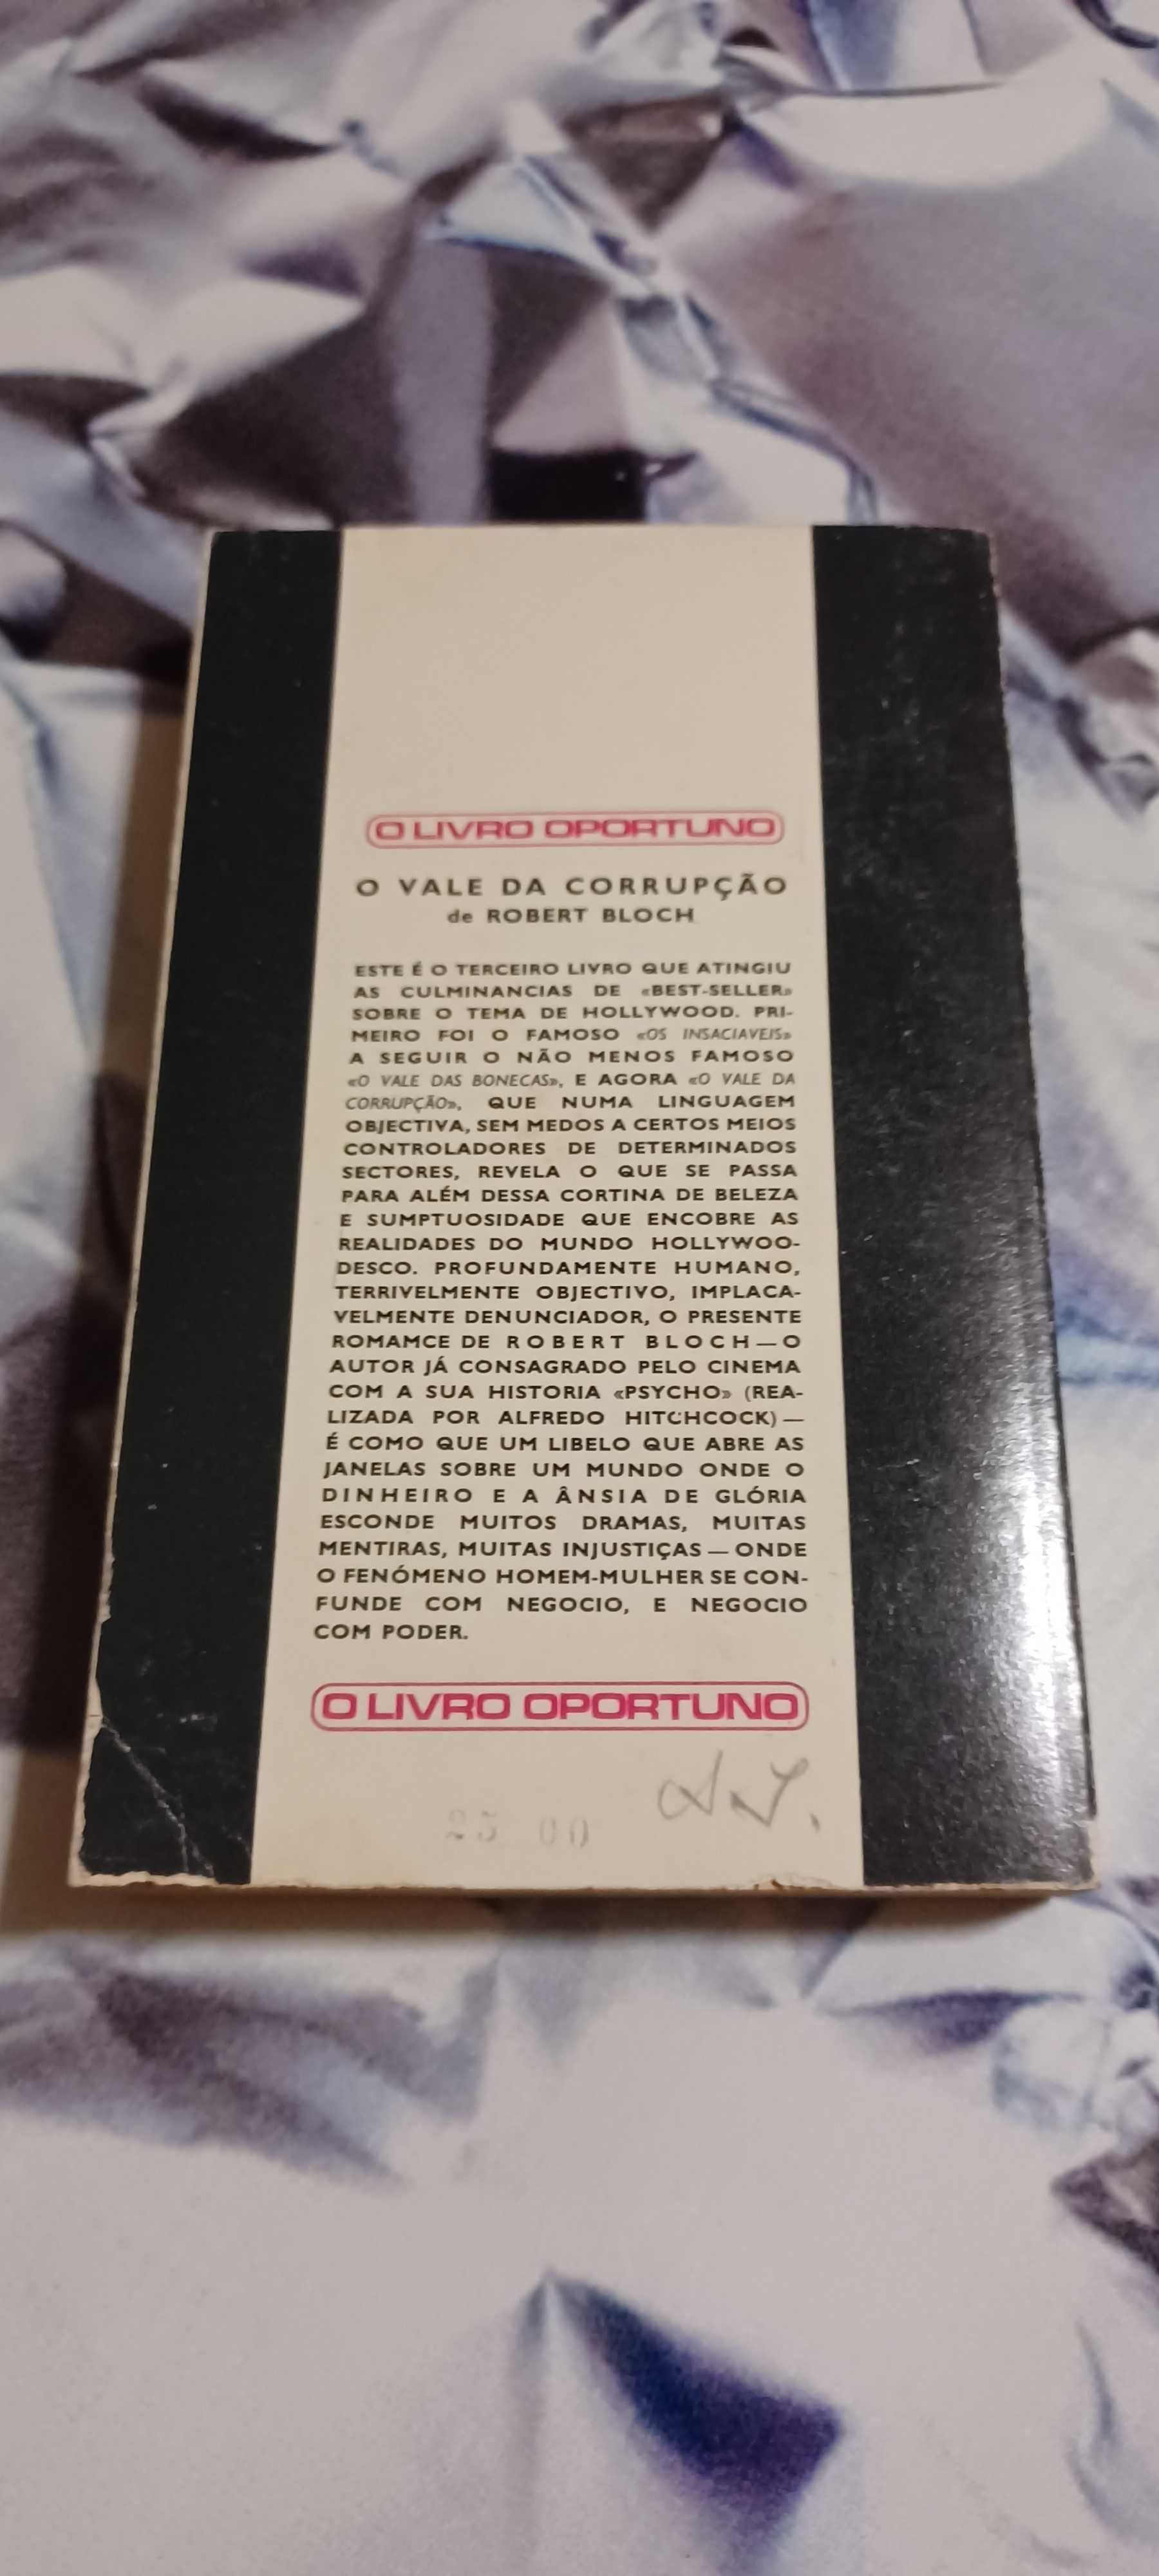 O LIVRO OPORTUNO
O VALE DA CORRUPÇÃO
de ROBERT BLOCH
ESTE É O TERCEIRO LIVRO QUE ATINGIU
AS CULMINANCIAS DE «BEST-SELLER»
SOBRE O TEMA DE HOLLYWOOD. PRI-
MEIRO FOI O FAMOSO «OS INSACIAVEIS»
A SEGUIR O NÃO MENOS FAMOSO
«O VALE DAS BONECAS», E AGORA «O VALE DA
CORRUPÇÃO», QUE NUMA LINGUAGEM
OBJECTIVA, SEM MEDOS A CERTOS MEIOS
CONTROLADORES DE DETERMINADOS
SECTORES, REVELA O QUE SE PASSA
PARA ALÉM DESSA CORTINA DE BELEZA
E SUMPTUOSIDADE QUE ENCOBRE AS
REALIDADES DO MUNDO HOLLYWOO-
DESCO. PROFUNDAMENTE HUMANO,
TERRIVELMENTE OBJECTIVO, IMPLACA-
VELMENTE DENUNCIADOR, O PRESENTE
ROMAMCE DE ROBERT BLOCH — O
AUTOR JÁ CONSAGRADO PELO CINEMA
COM A SUA HISTORIA «PSYCHO» (REA-
LIZADA POR ALFREDO HITCHCOCK) —
É COMO QUE UM LIBELO QUE ABRE AS
JANELAS SOBRE UM MUNDO ONDE O
DINHEIRO E A ÂNSIA DE GLÓRIA
ESCONDE MUITOS DRAMAS, MUITAS
MENTIRAS, MUITAS INJUSTIÇAS — ONDE
O FENÓMENO HOMEM-MULHER SE CON-
FUNDE COM NEGOCIO, E NEGOCIO
COM PODER.
O LIVRO OPORTUNO
25 00